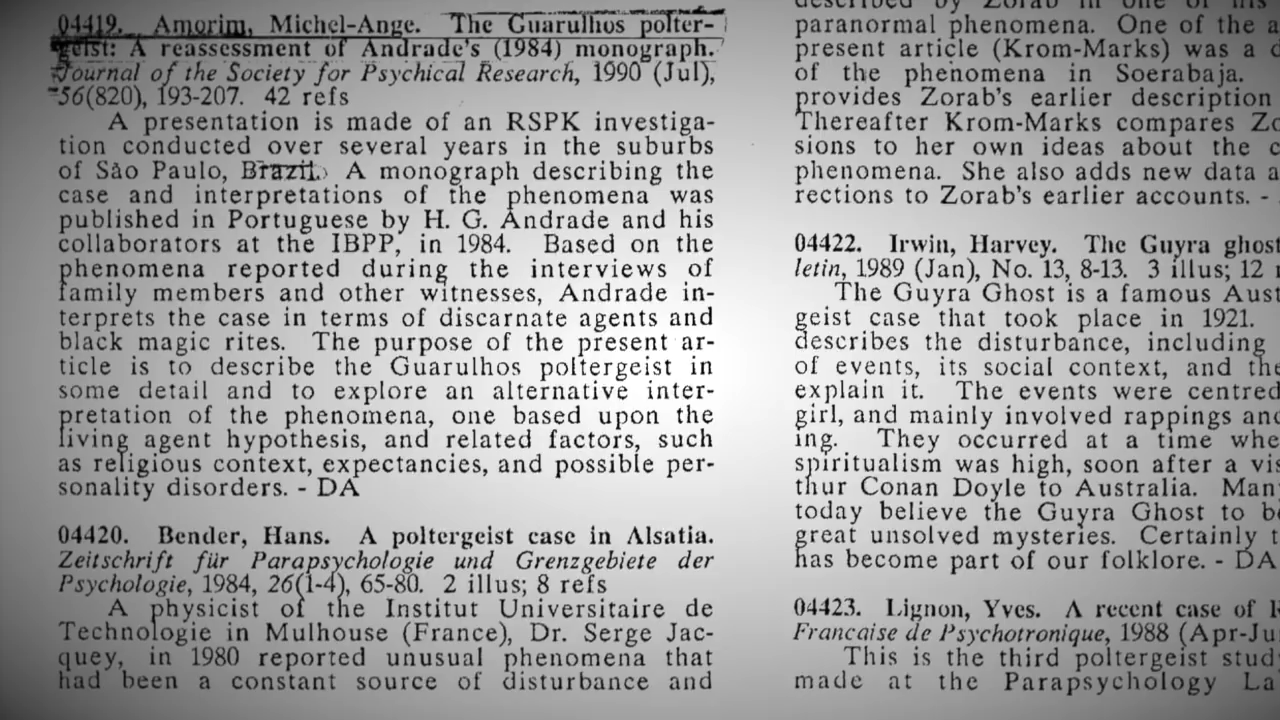 04419. Amorim, Michel-Ange. The Guarulhos polter-
geist: A reassessment of Andrade's (1984) monograph.
Journal of the Society for Psychical Research, 1990 (Jul),
56(820), 193-207. 42 refs
A presentation is made of an RSPK investiga-
tion conducted over several years in the suburbs
of São Paulo, Brazil. A monograph describing the
case and interpretations of the phenomena was
published in Portuguese by H. G. Andrade and his
collaborators at the IBPP, in 1984. Based on the
phenomena reported during the interviews of
family members and other witnesses, Andrade in-
terprets the case in terms of discarnate agents and
black magic rites. The purpose of the present ar-
ticle is to describe the Guarulhos poltergeist in
some detail and to explore an alternative inter-
pretation of the phenomena, one based upon the
living agent hypothesis, and related factors, such
as religious context, expectancies, and possible per-
sonality disorders. - DA
04420. Bender, Hans. A poltergeist case in Alsatia.
Zeitschrift für Parapsychologie und Grenzgebiete der
Psychologie, 1984, 26(1-4), 65-80. 2 illus; 8 refs
A physicist of the Institut Universitaire de
Technologie in Mulhouse (France), Dr. Serge Jac-
quey, in 1980 reported unusual phenomena that
had been a constant source of disturbance and
described by Zorab in one of his
paranormal phenomena. One of the a
present article (Krom-Marks) was a
of the phenomena in Soerabaja.
provides Zorab's earlier description
Thereafter Krom-Marks compares Zo
sions to her own ideas about the
phenomena. She also adds new data a
rections to Zorab's earlier accounts. -
04422. Irwin, Harvey. The Guyra ghost
letin, 1989 (Jan), No. 13, 8-13. 3 illus; 12
The Guyra Ghost is a famous Aust
geist case that took place in 1921.
describes the disturbance, including
of events, its social context, and the
explain it. The events were centred
girl, and mainly involved rappings and
ing. They occurred at a time whe
spiritualism was high, soon after a vis
thur Conan Doyle to Australia. Man
today believe the Guyra Ghost to be
great unsolved mysteries. Certainly t
has become part of our folklore. - DA
04423. Lignon, Yves. A recent case of
Francaise de Psychotronique, 1988 (Apr-Ju
This is the third poltergeist stud
made at the Parapsychology La